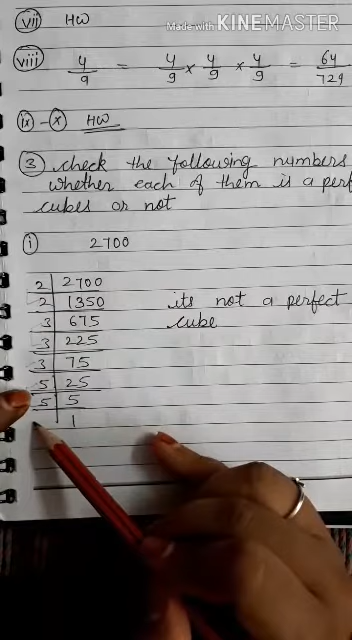 Made with KINEMASTER
vii HW
viii 4/9 = 4/9 × 4/9 × 4/9 = 64/729
ix - x HW
3 check the following numbers
whether each of them is a perf
cubes or not
i 2700
2 | 2700
2 | 1350 its not a perfect
3 | 675 cube
3 | 225
3 | 75
5 | 25
5 | 5
1